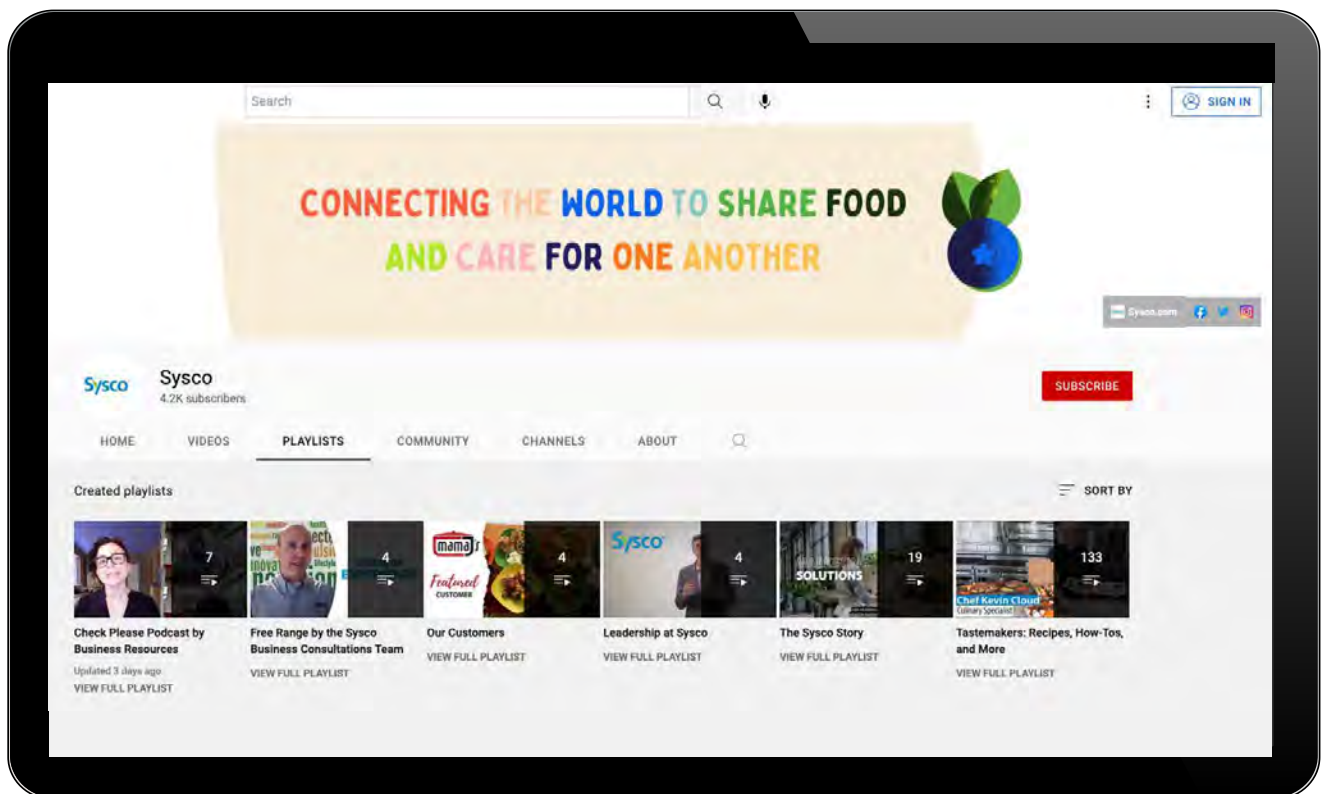 Search
SIGN IN
CONNECTING THE WORLD TO SHARE FOOD
AND CARE FOR ONE ANOTHER
Sysco.com
Sysco
Sysco
4.2K subscribers
SUBSCRIBE
HOME VIDEOS PLAYLISTS COMMUNITY CHANNELS ABOUT
Created playlists
SORT BY
7
4
mama J's
Featured
CUSTOMER
4
Sysco
4
SOLUTIONS
19
Chef Kevin Cloud
Culinary Specialist
133
Check Please Podcast by
Business Resources
Updated 3 days ago
VIEW FULL PLAYLIST
Free Range by the Sysco
Business Consultations Team
VIEW FULL PLAYLIST
Our Customers
VIEW FULL PLAYLIST
Leadership at Sysco
VIEW FULL PLAYLIST
The Sysco Story
VIEW FULL PLAYLIST
Tastemakers: Recipes, How-Tos,
and More
VIEW FULL PLAYLIST